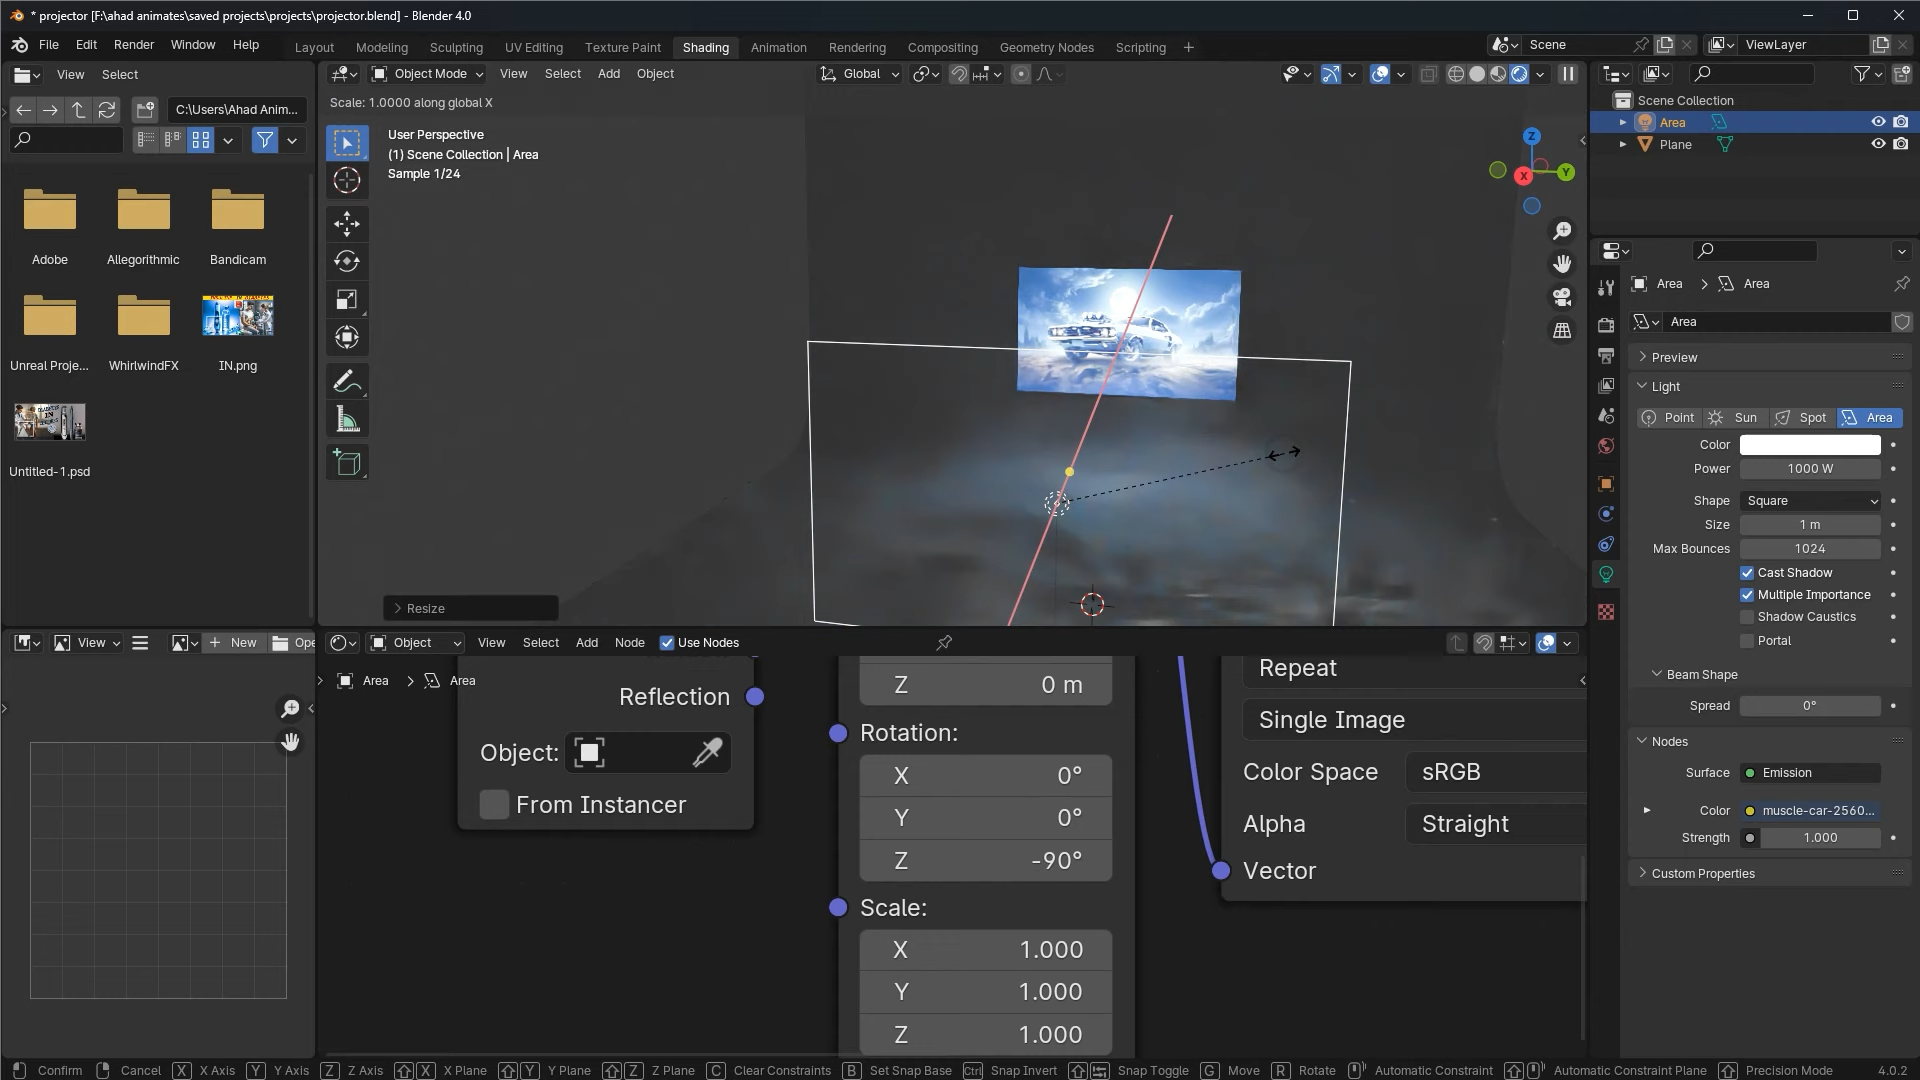 * projector [F:\ahad animates\saved projects\projects\projector.blend] - Blender 4.0
File Edit Render Window Help
Layout Modeling Sculpting UV Editing Texture Paint Shading Animation Rendering Compositing Geometry Nodes Scripting +
Scene
ViewLayer
View Select
C:\Users\Ahad Anim...
Adobe
Allegorithmic
Bandicam
Unreal Proje...
WhirlwindFX
IN.png
Untitled-1.psd
Object Mode View Select Add Object
Global
Scale: 1.0000 along global X
User Perspective
(1) Scene Collection | Area
Sample 1/24
Z
Y
X
Resize
Scene Collection
Area
Plane
Area
Area
Area
Preview
Light
Point Sun Spot Area
Color
Power 1000 W
Shape Square
Size 1 m
Max Bounces 1024
Cast Shadow
Multiple Importance
Shadow Caustics
Portal
Beam Shape
Spread 0°
Nodes
Surface Emission
Color muscle-car-2560...
Strength 1.000
Custom Properties
View
New
Ope
Object View Select Add Node Use Nodes
Area
Area
Reflection
Object:
From Instancer
Z 0 m
Rotation:
X 0°
Y 0°
Z -90°
Scale:
X 1.000
Y 1.000
Z 1.000
Repeat
Single Image
Color Space sRGB
Alpha Straight
Vector
Confirm Cancel X X Axis Y Y Axis Z Z Axis X X Plane Y Y Plane Z Z Plane C Clear Constraints B Set Snap Base Ctrl Snap Invert Snap Toggle G Move R Rotate Automatic Constraint Automatic Constraint Plane Precision Mode 4.0.2